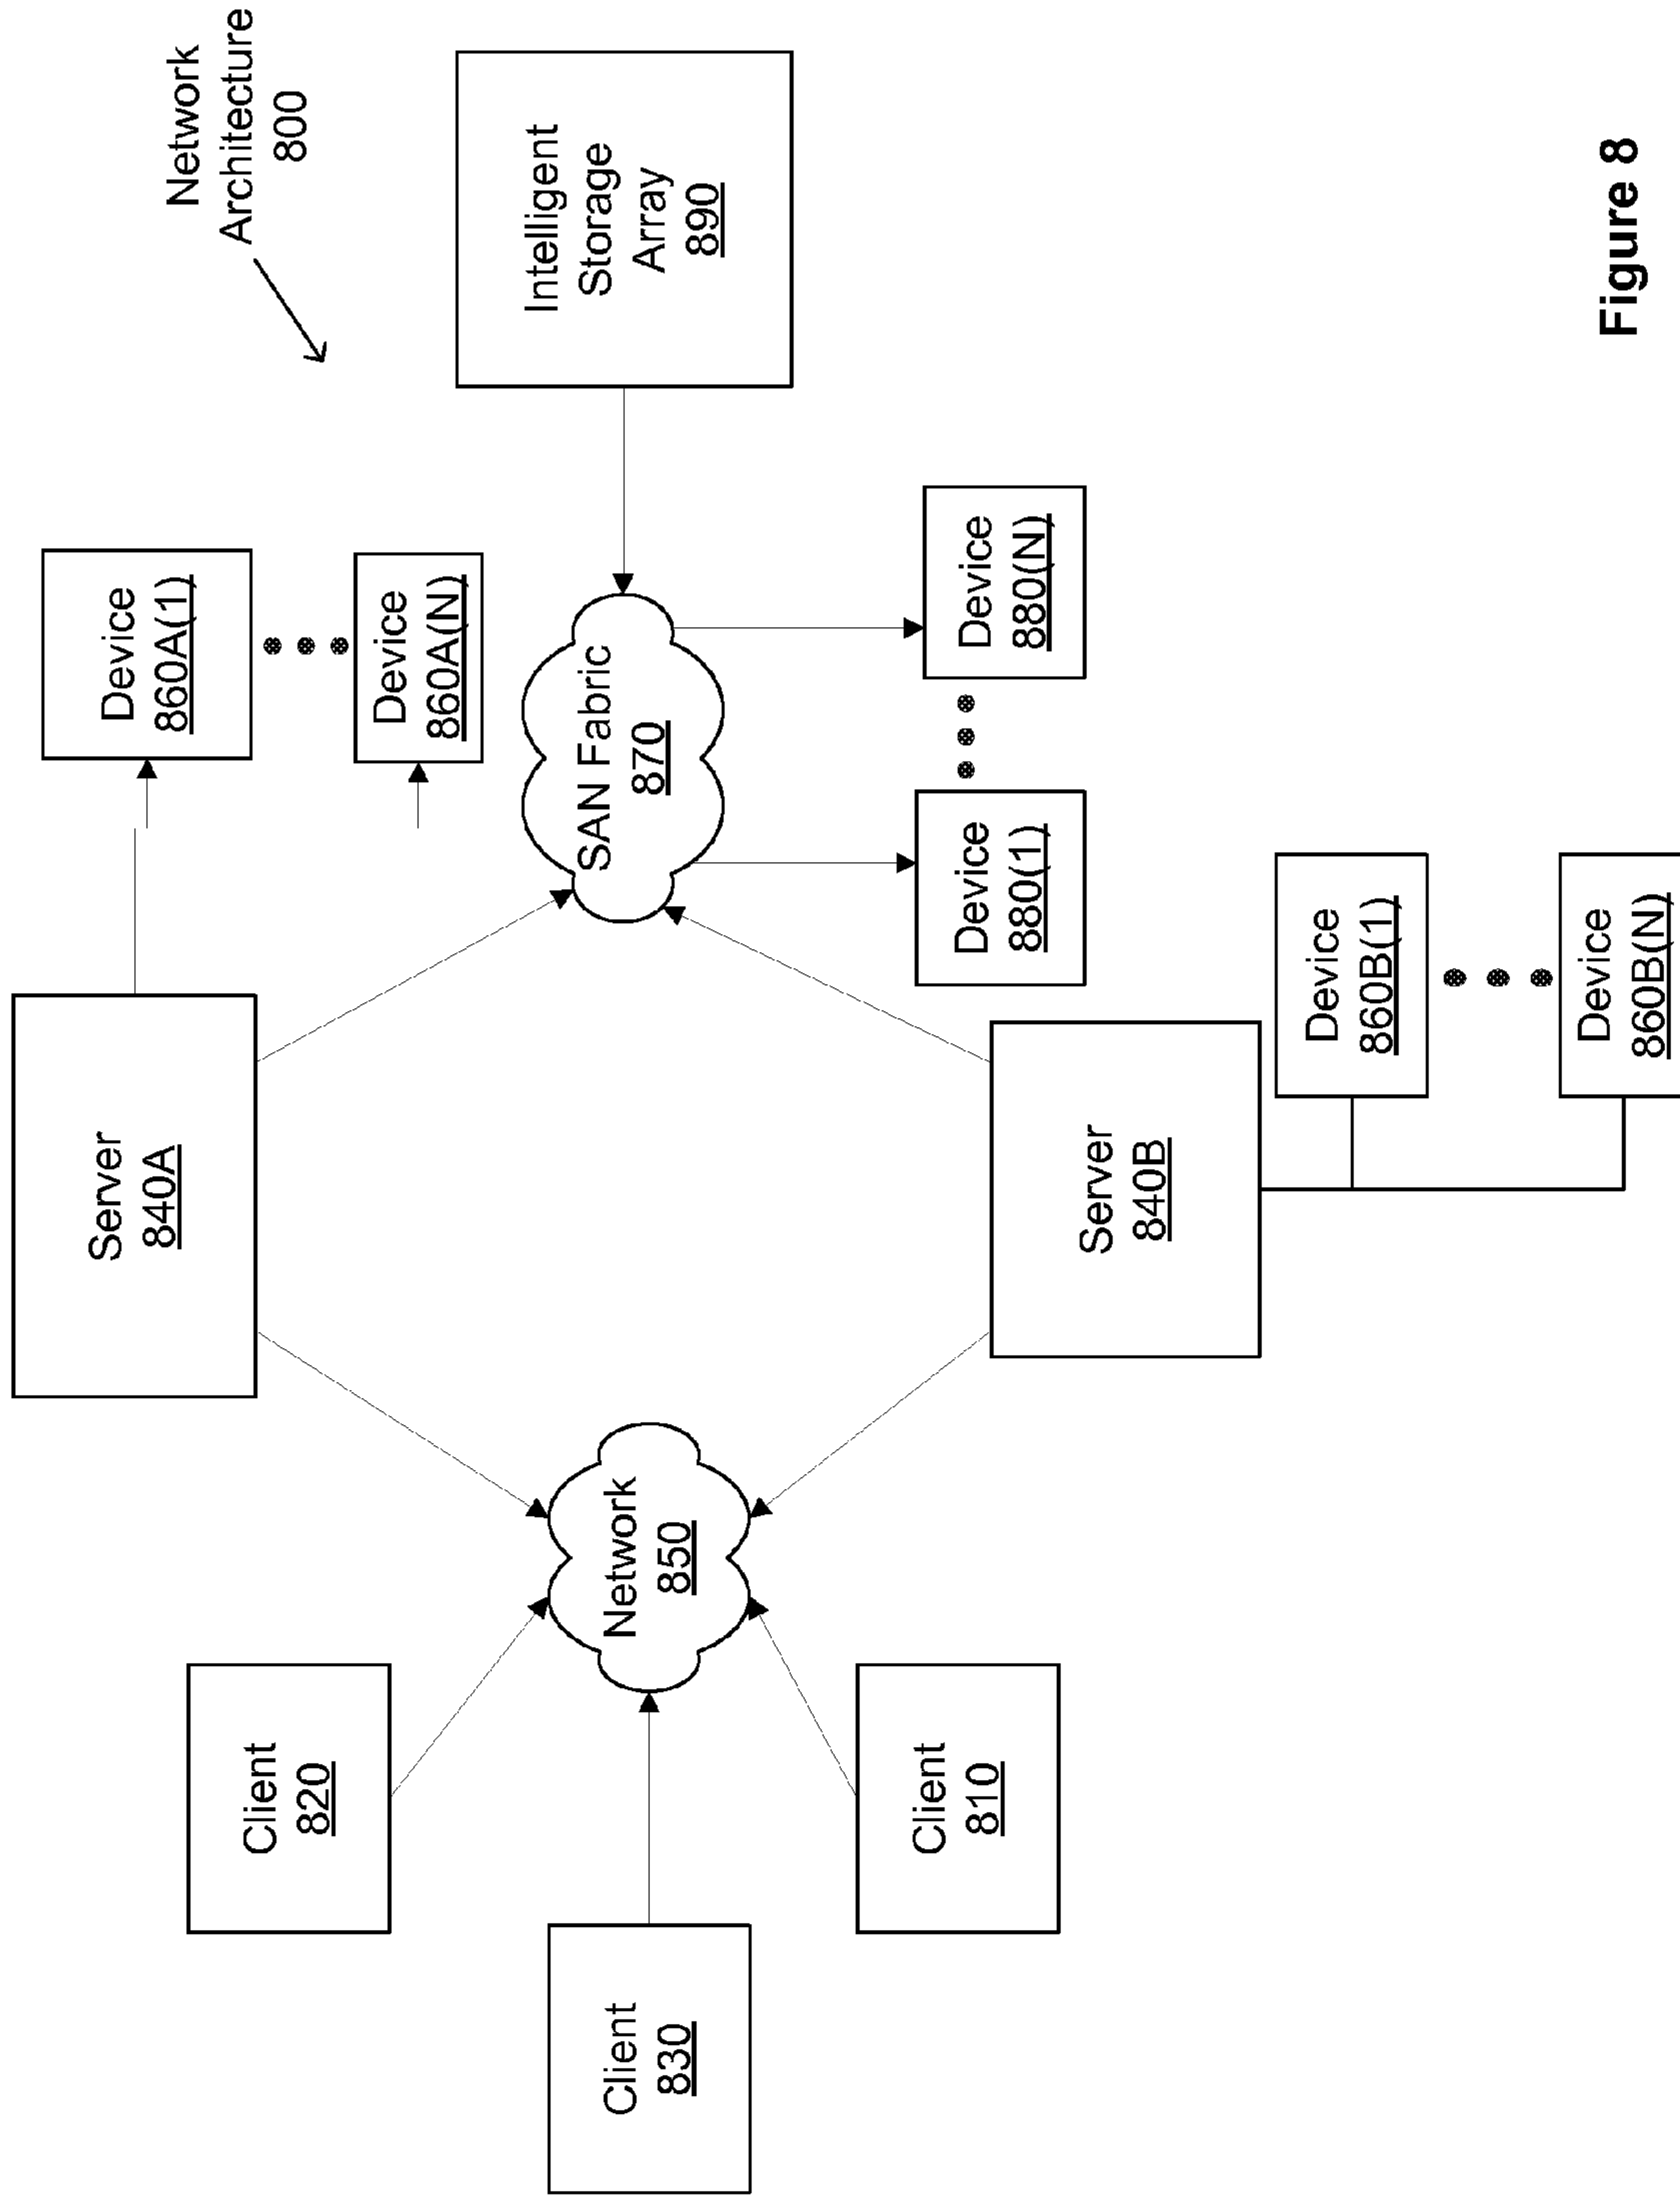 Network
Architecture
800
Device
860A(1)
Device
860A(N)
Server
840A
Intelligent
Storage
Array
890
SAN Fabric
870
Device
880(1)
Device
880(N)
Client
820
Network
850
Client
830
Client
810
Server
840B
Device
860B(1)
Device
860B(N)
Figure 8